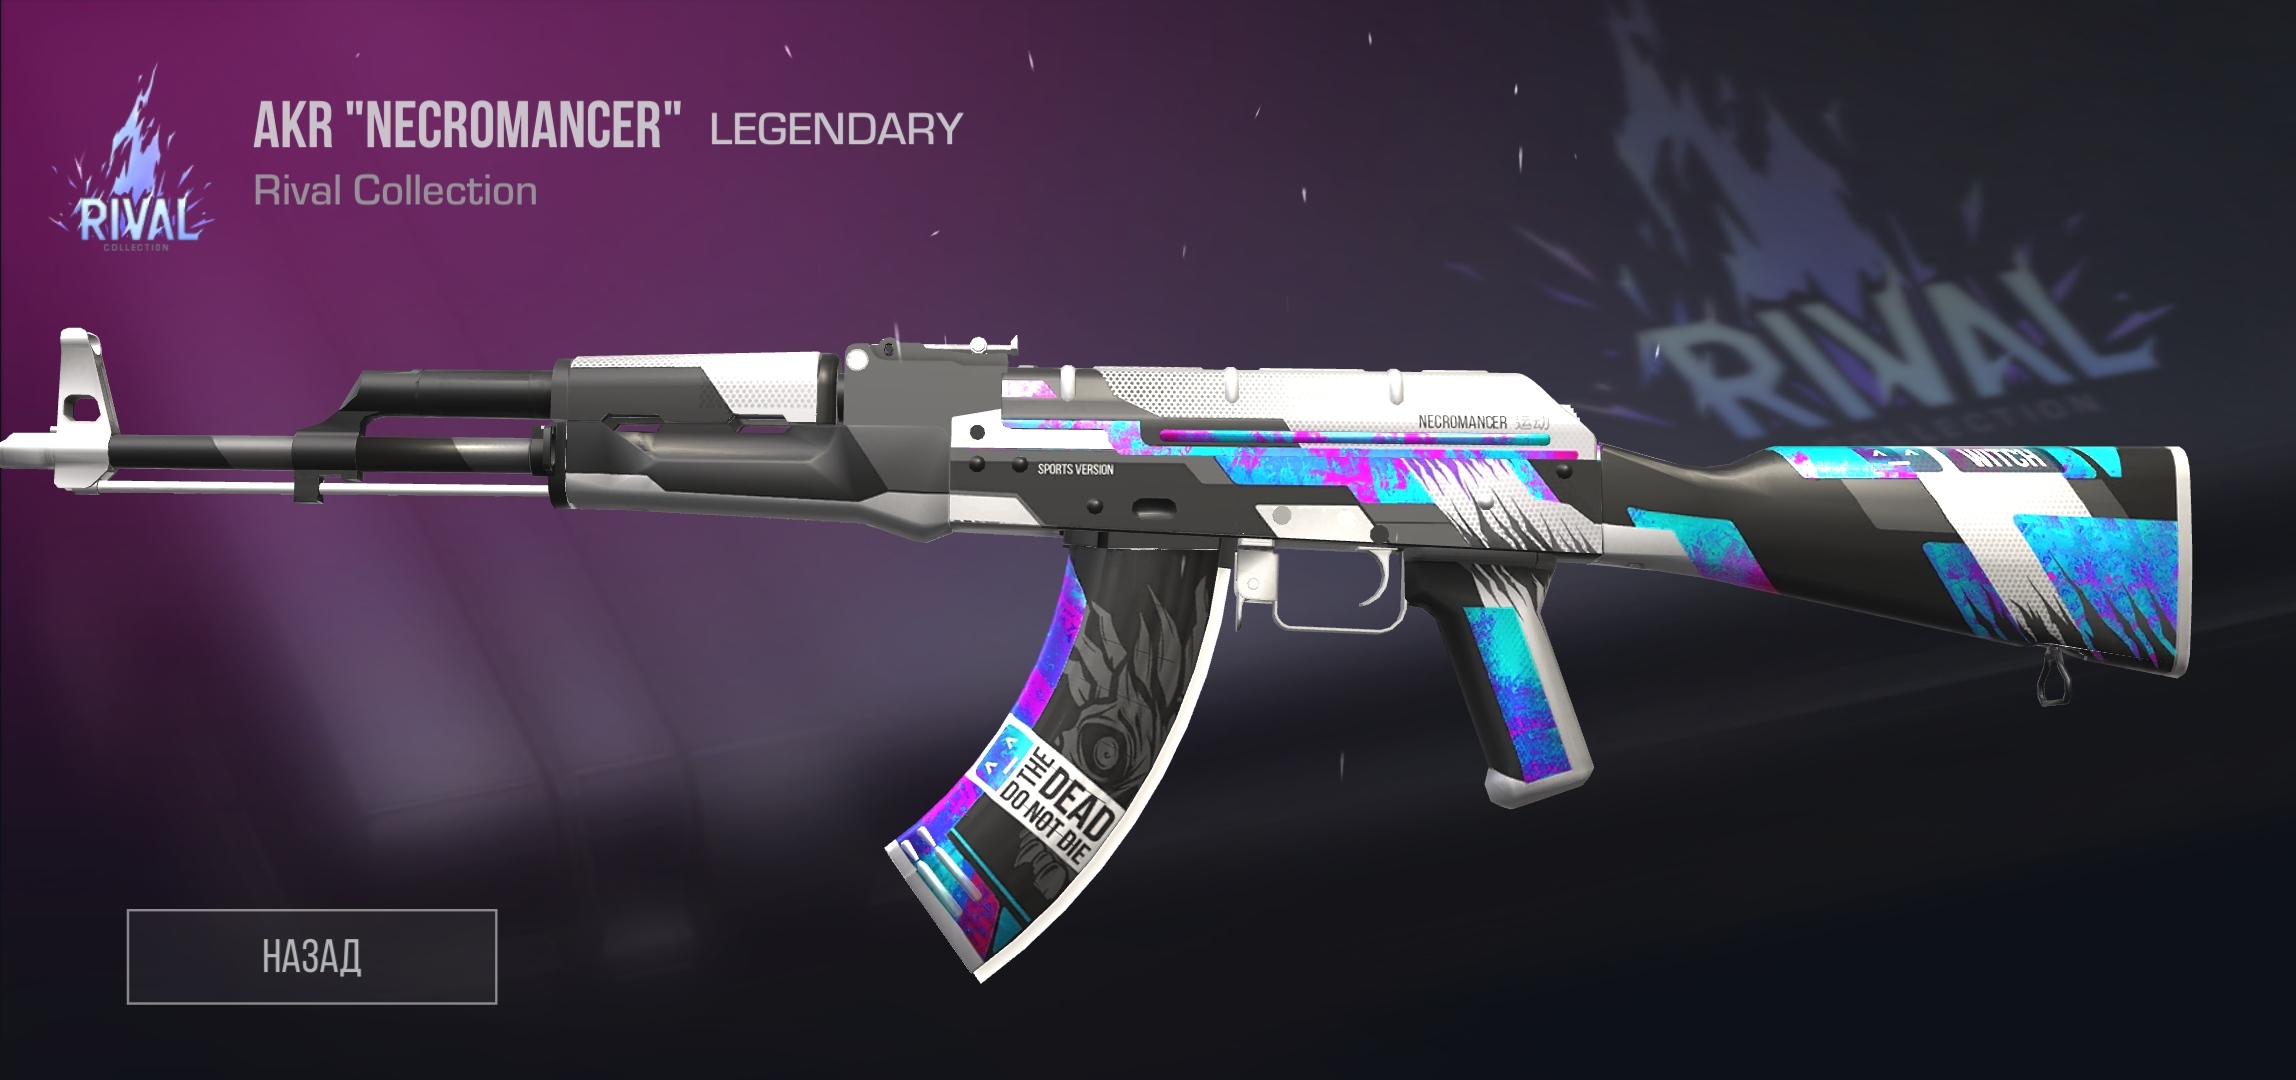 AKR "NECROMANCER" LEGENDARY
Rival Collection
RIVAL
COLLECTION
RIVAL
COLLECTION
NECROMANCER 运动
SPORTS VERSION
WITCH
THE
DEAD
DO NOT DIE
НАЗАД